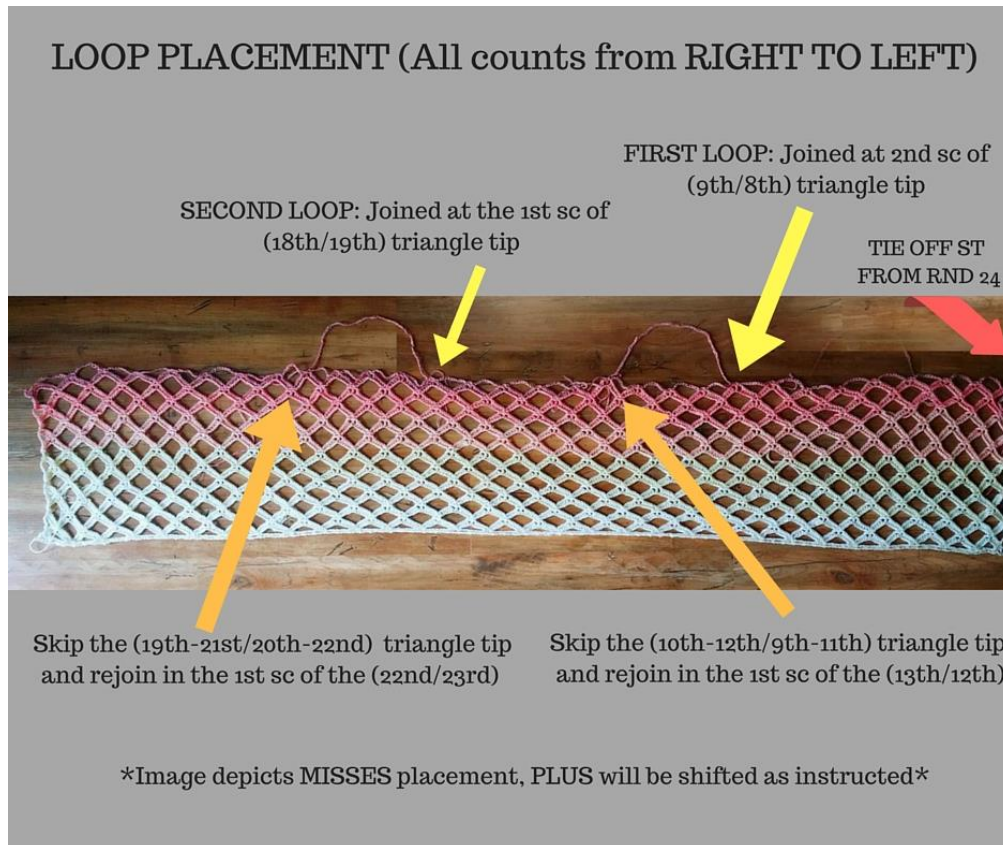 LOOP PLACEMENT (All counts from RIGHT TO LEFT)
FIRST LOOP: Joined at 2nd sc of
(9th/8th) triangle tip
SECOND LOOP: Joined at the 1st sc of
(18th/19th) triangle tip
TIE OFF ST
FROM RND 24
Skip the (19th-21st/20th-22nd) triangle tip
and rejoin in the 1st sc of the (22nd/23rd)
Skip the (10th-12th/9th-11th) triangle tip
and rejoin in the 1st sc of the (13th/12th)
*Image depicts MISSES placement, PLUS will be shifted as instructed*